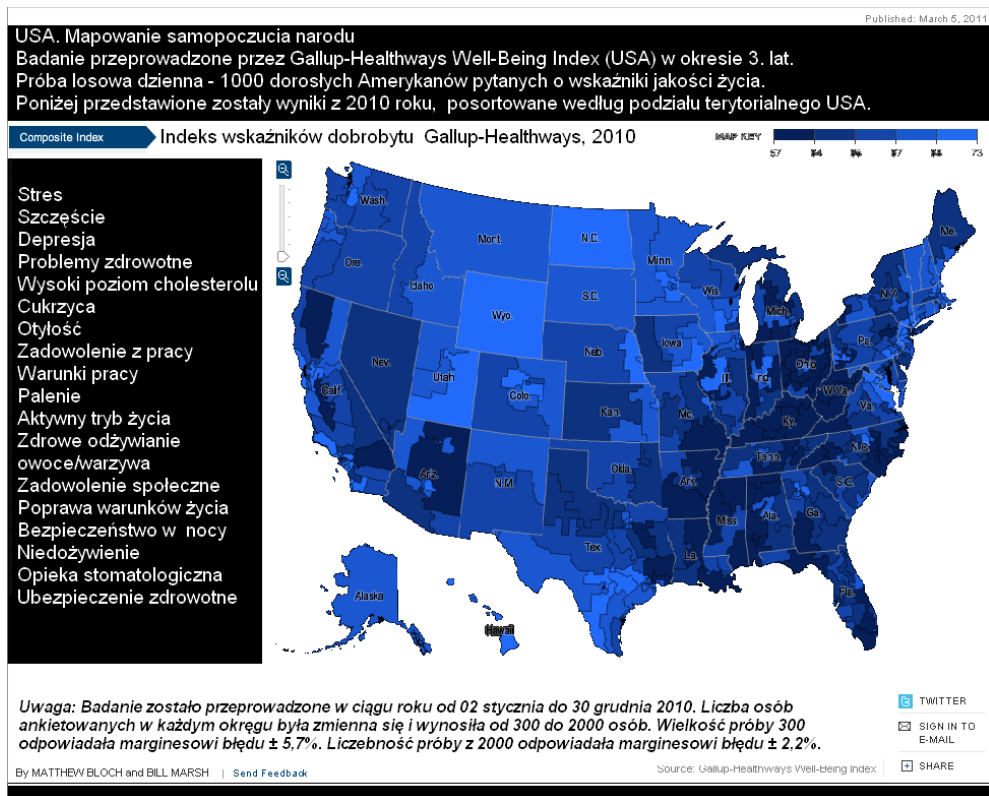 Published: March 5, 2011
USA. Mapowanie samopoczucia narodu
Badanie przeprowadzone przez Gallup-Healthways Well-Being Index (USA) w okresie 3. lat.
Próba losowa dzienna - 1000 dorosłych Amerykanów pytanych o wskaźniki jakości życia.
Poniżej przedstawione zostały wyniki z 2010 roku, posortowane według podziału terytorialnego USA.
Composite Index
Indeks wskaźników dobrobytu Gallup-Healthways, 2010
MAP KEY
57
73
Stres
Szczęście
Depresja
Problemy zdrowotne
Wysoki poziom cholesterolu
Cukrzyca
Otyłość
Zadowolenie z pracy
Warunki pracy
Palenie
Aktywny tryb życia
Zdrowe odżywianie
owoce/warzywa
Zadowolenie społeczne
Poprawa warunków życia
Bezpieczeństwo w nocy
Niedożywienie
Opieka stomatologiczna
Ubezpieczenie zdrowotne
Wash.
Mont.
N.D.
Minn.
Me.
Ore.
Idaho
S.D.
Wis.
Mich.
N.Y.
Wyo.
Neb.
Iowa
Pa.
Nev.
Utah
Colo.
Ill.
Ind.
Ohio
W.Va.
Calif.
Kan.
Mo.
Ky.
Va.
Ariz.
N.M.
Okla.
Ark.
Tenn.
N.C.
S.C.
Tex.
La.
Miss.
Ala.
Ga.
Fla.
Alaska
Hawaii
Uwaga: Badanie zostało przeprowadzone w ciągu roku od 02 stycznia do 30 grudnia 2010. Liczba osób
ankietowanych w każdym okręgu była zmienna się i wynosiła od 300 do 2000 osób. Wielkość próby 300
odpowiadała marginesowi błędu ± 5,7%. Liczebność próby z 2000 odpowiadała marginesowi błędu ± 2,2%.
TWITTER
SIGN IN TO
E-MAIL
SHARE
By MATTHEW BLOCH and BILL MARSH | Send Feedback
Source: Gallup-Healthways Well-Being Index